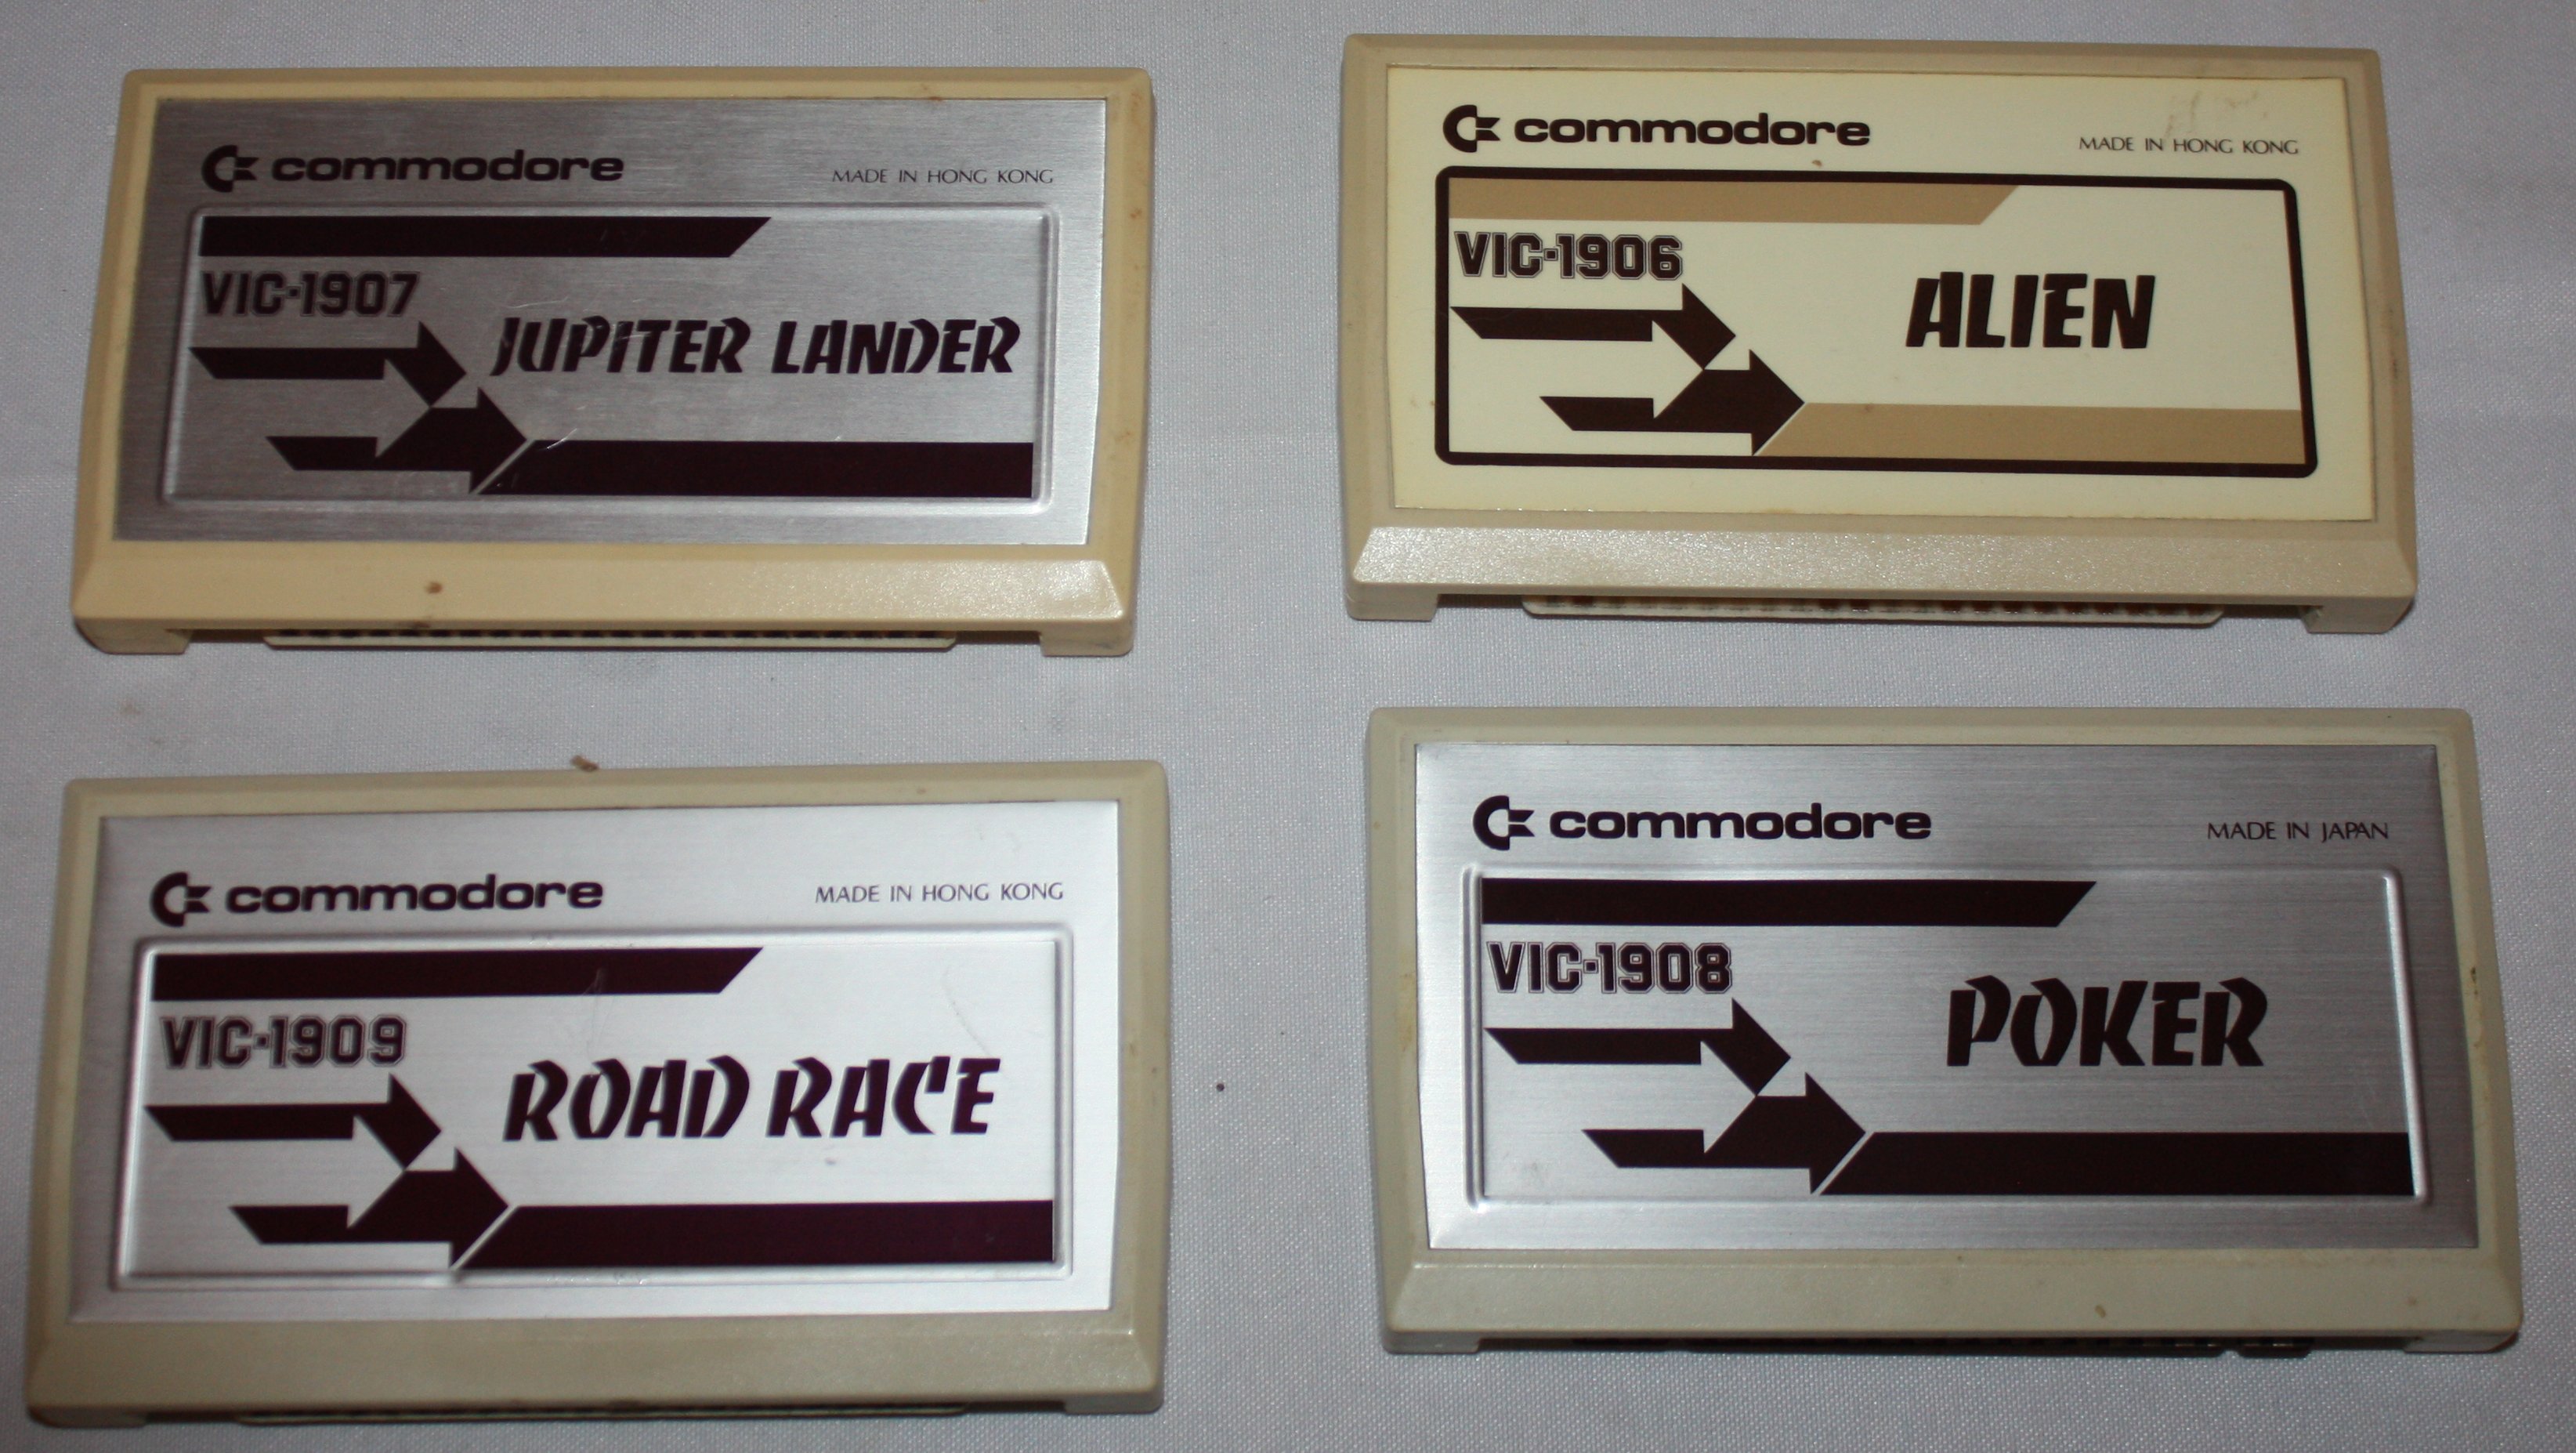 commodore
MADE IN HONG KONG
VIC-1907
JUPITER LANDER
commodore
MADE IN HONG KONG
VIC-1906
ALIEN
commodore
MADE IN HONG KONG
VIC-1909
ROAD RACE
commodore
MADE IN JAPAN
VIC-1908
POKER